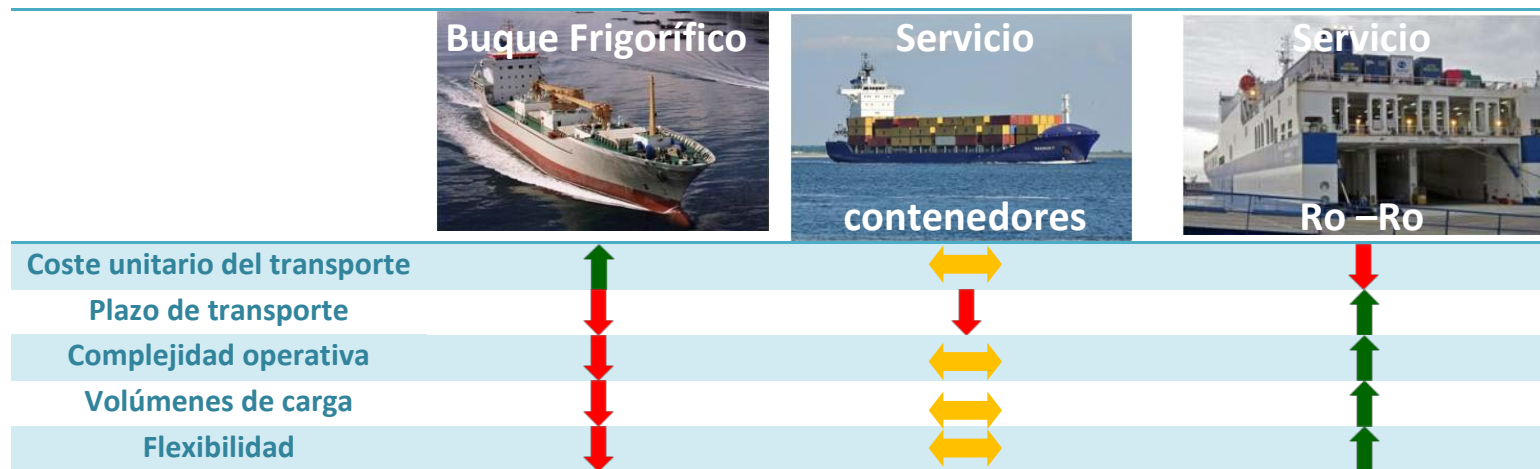 Buque Frigorífico
Servicio
contenedores
Servicio
Ro –Ro
Coste unitario del transporte
Plazo de transporte
Complejidad operativa
Volúmenes de carga
Flexibilidad